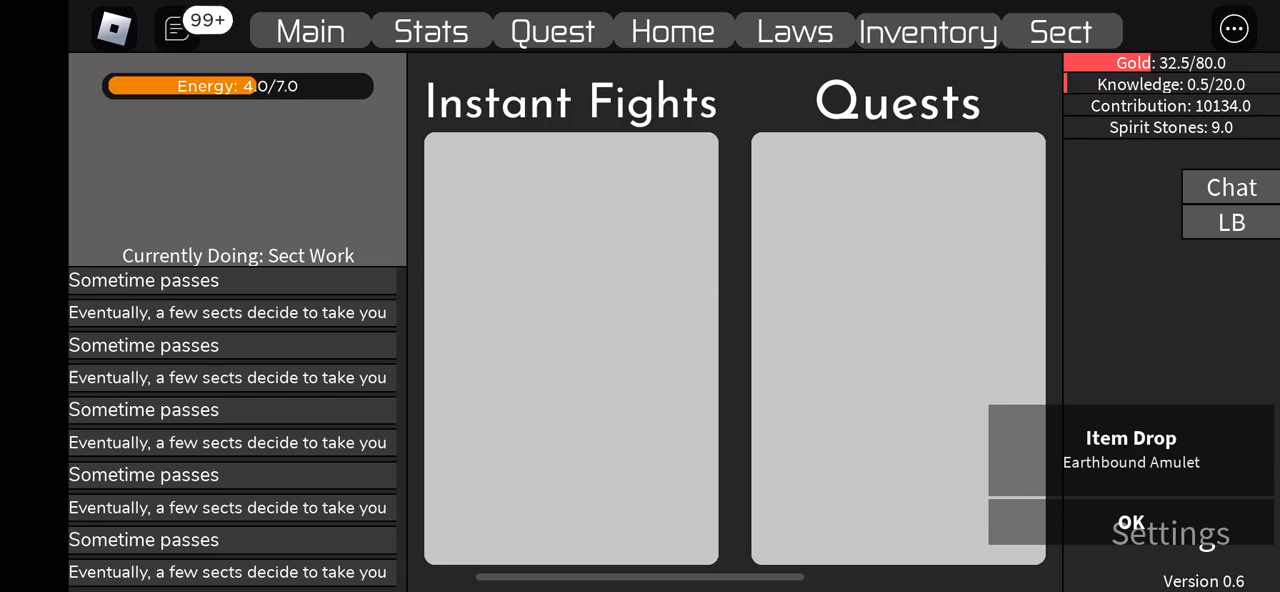 99+
Main
Stats
Quest
Home
Laws
Inventory
Sect
Energy: 4.0/7.0
Currently Doing: Sect Work
Sometime passes
Eventually, a few sects decide to take you
Sometime passes
Eventually, a few sects decide to take you
Sometime passes
Eventually, a few sects decide to take you
Sometime passes
Eventually, a few sects decide to take you
Sometime passes
Eventually, a few sects decide to take you
Instant Fights
Quests
Gold: 32.5/80.0
Knowledge: 0.5/20.0
Contribution: 10134.0
Spirit Stones: 9.0
Chat
LB
Item Drop
Earthbound Amulet
OK
Settings
Version 0.6